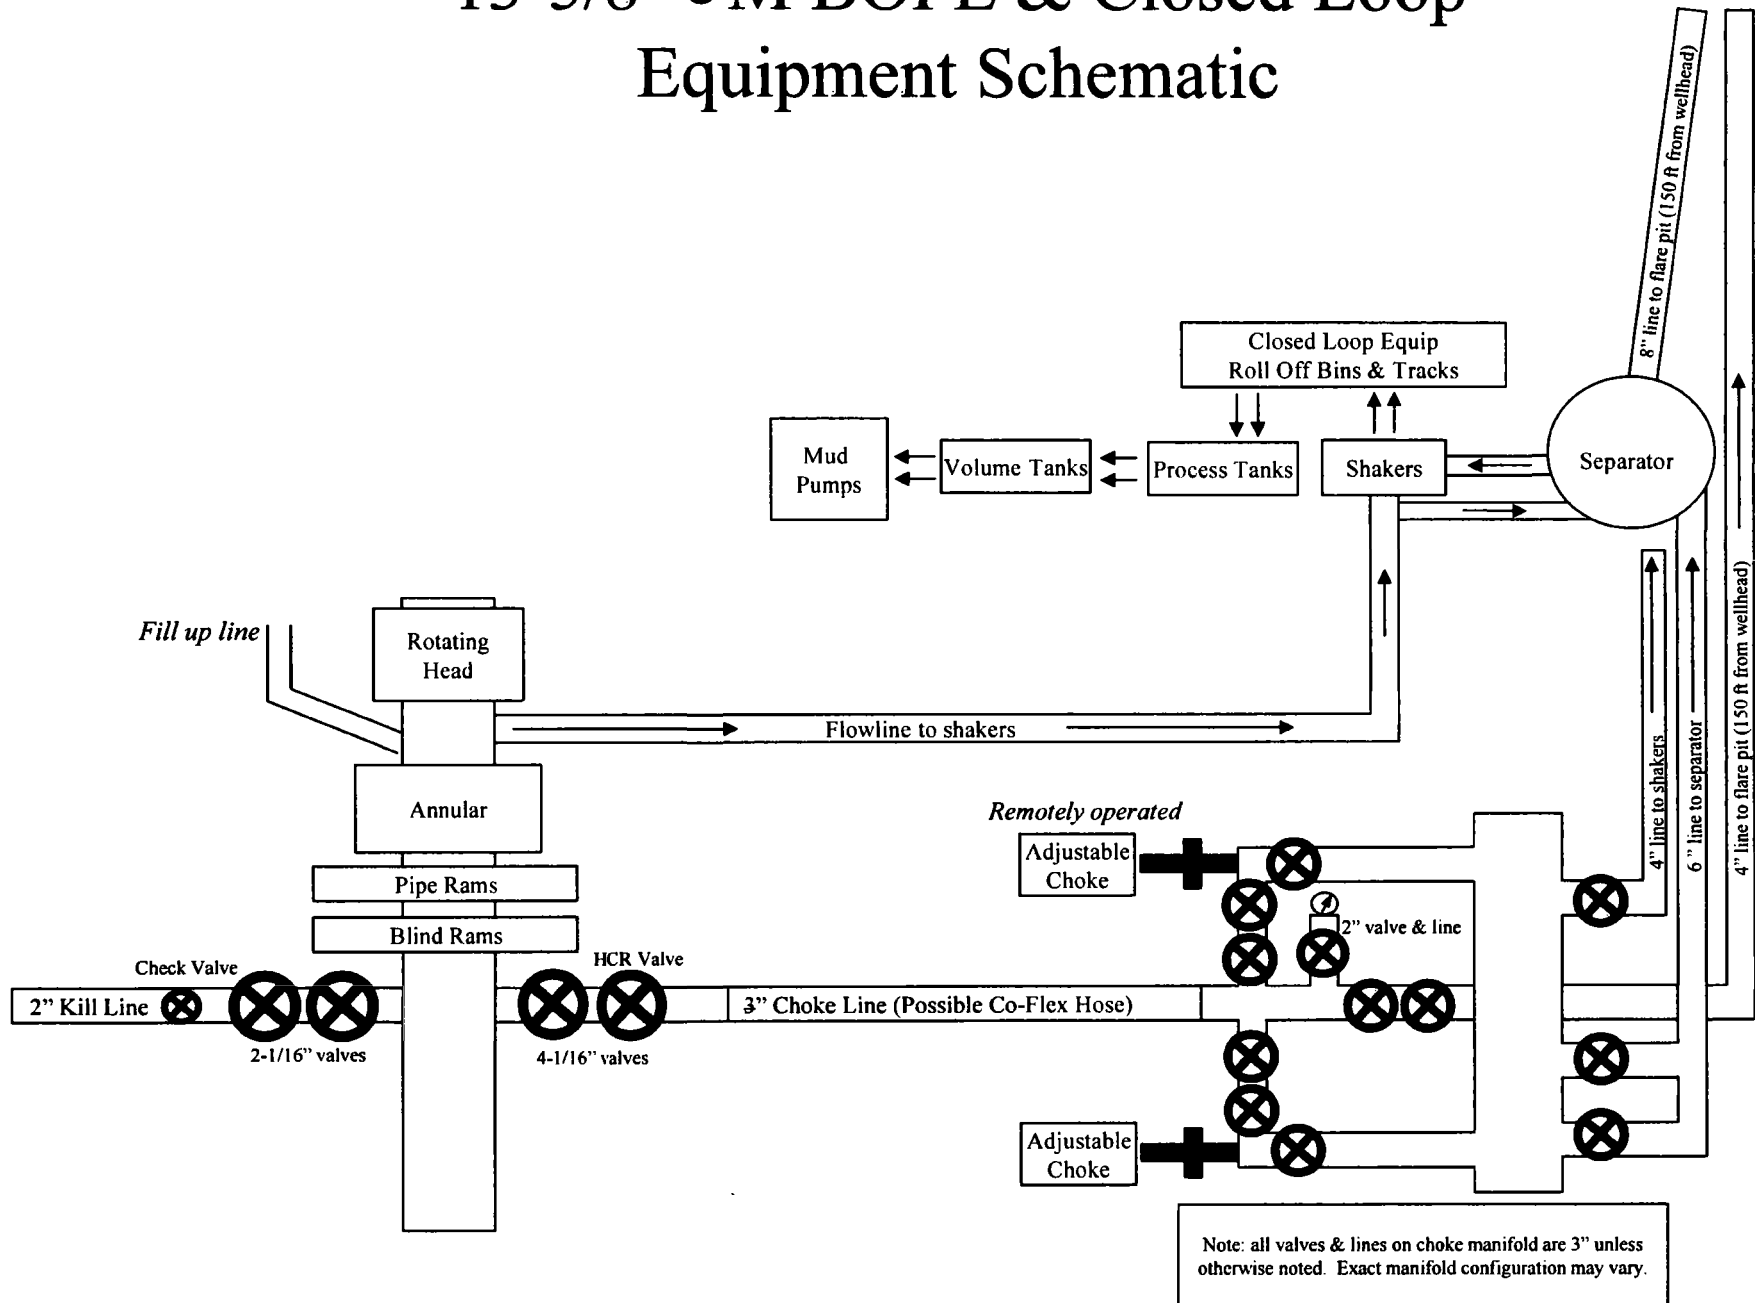 M BOPE & Closed Loop
Equipment Schematic
8" line to flare pit (150 ft from wellhead)
Closed Loop Equip
Roll Off Bins & Tracks
Mud
Pumps
Volume Tanks
Process Tanks
Shakers
Separator
Fill up line
Rotating
Head
Flowline to shakers
Annular
Pipe Rams
Blind Rams
Remotely operated
Adjustable
Choke
2" valve & line
4" line to shakers
6 " line to separator
4" line to flare pit (150 ft from wellhead)
Check Valve
HCR Valve
2" Kill Line
3" Choke Line (Possible Co-Flex Hose)
2-1/16" valves
4-1/16" valves
Adjustable
Choke
Note: all valves & lines on choke manifold are 3" unless
otherwise noted. Exact manifold configuration may vary.